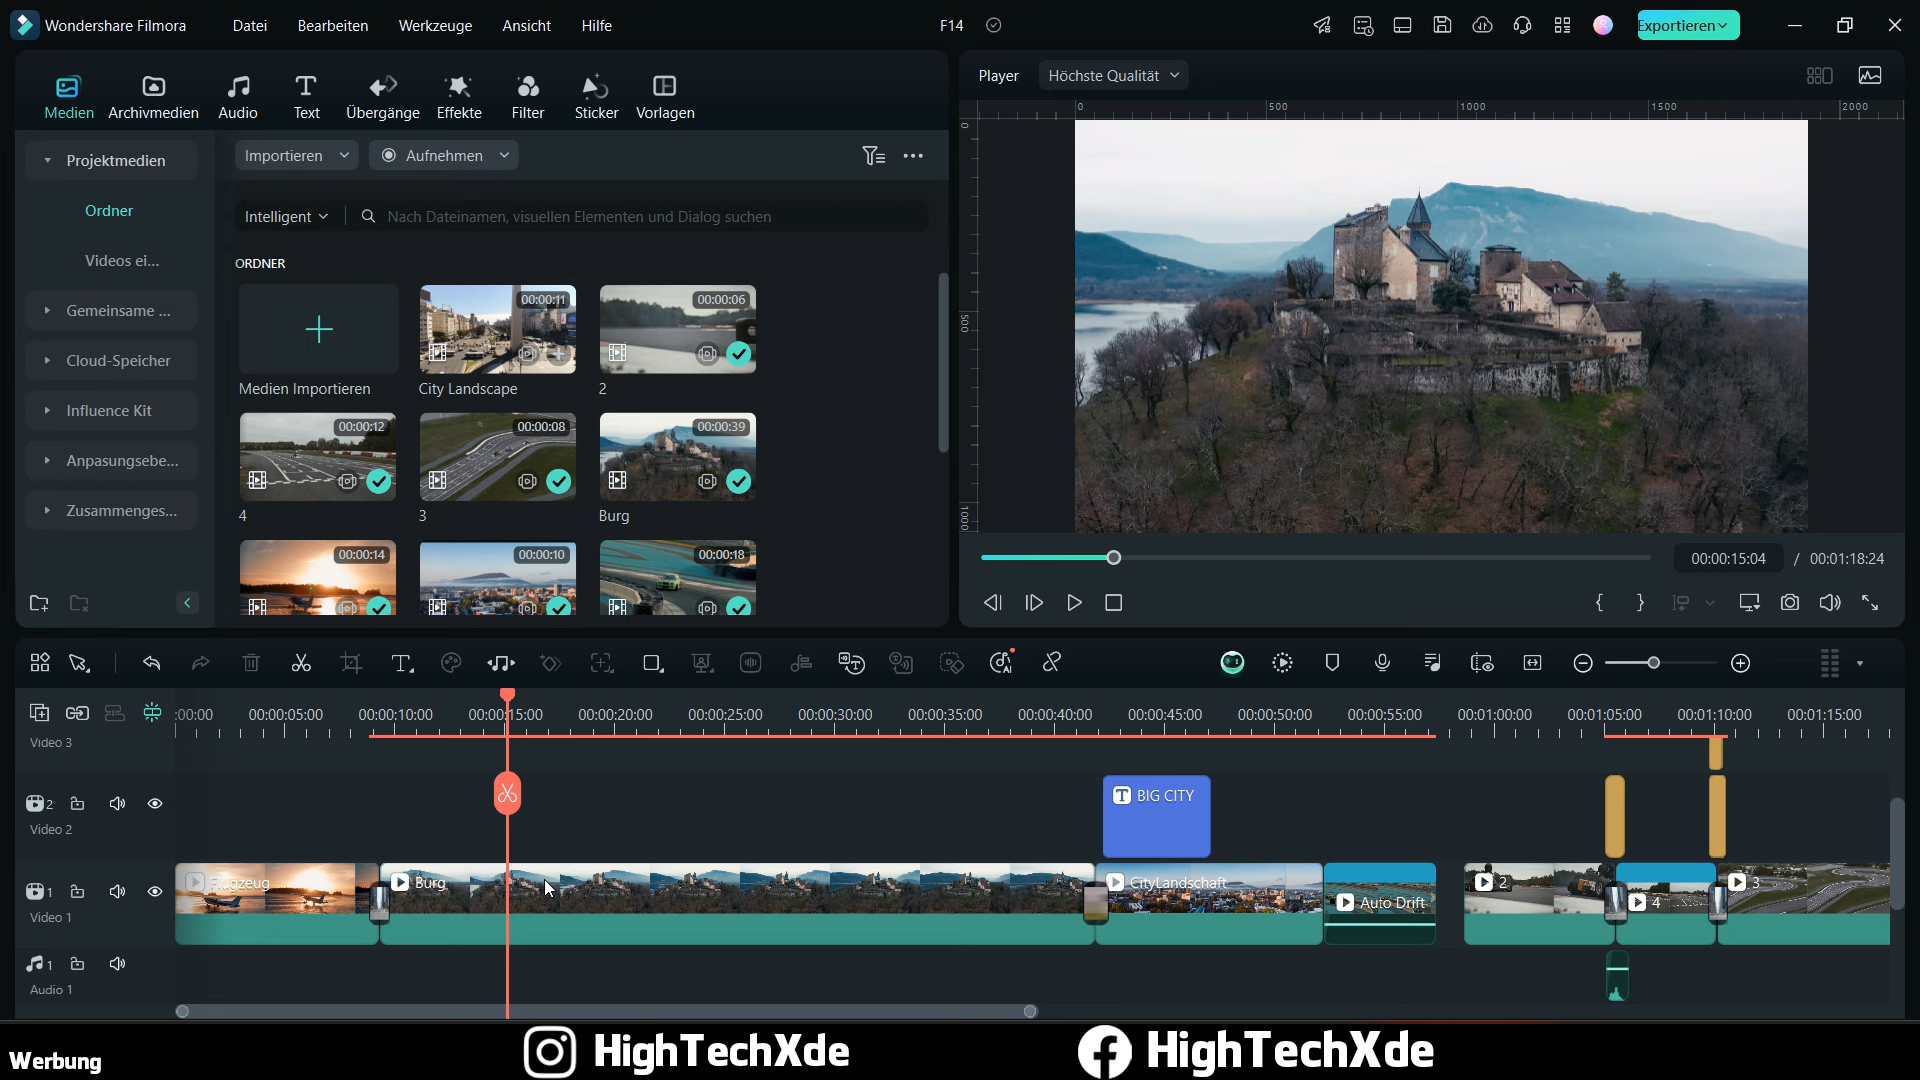 Wondershare Filmora
Datei
Bearbeiten
Werkzeuge
Ansicht
Hilfe
F14
Exportieren
Medien
Archivmedien
Audio
Text
Übergänge
Effekte
Filter
Sticker
Vorlagen
Player
Höchste Qualität
0
500
1000
1500
2000
0
500
1000
Projektmedien
Ordner
Videos ei...
Gemeinsame ...
Cloud-Speicher
Influence Kit
Anpasungsebe...
Zusammenges...
Importieren
Aufnehmen
Intelligent
Nach Dateinamen, visuellen Elementen und Dialog suchen
ORDNER
00:00:11
00:00:06
Medien Importieren
City Landscape
2
00:00:12
00:00:08
00:00:39
4
3
Burg
00:00:14
00:00:10
00:00:18
00:00:15:04 / 00:01:18:24
:00:00
00:00:05:00
00:00:10:00
00:00:15:00
00:00:20:00
00:00:25:00
00:00:30:00
00:00:35:00
00:00:40:00
00:00:45:00
00:00:50:00
00:00:55:00
00:01:00:00
00:01:05:00
00:01:10:00
00:01:15:00
Video 3
2
Video 2
T BIG CITY
1
Video 1
Flugzeug
Burg
CityLandschaft
Auto Drift
2
4
3
1
Audio 1
Werbung
HighTechXde
HighTechXde